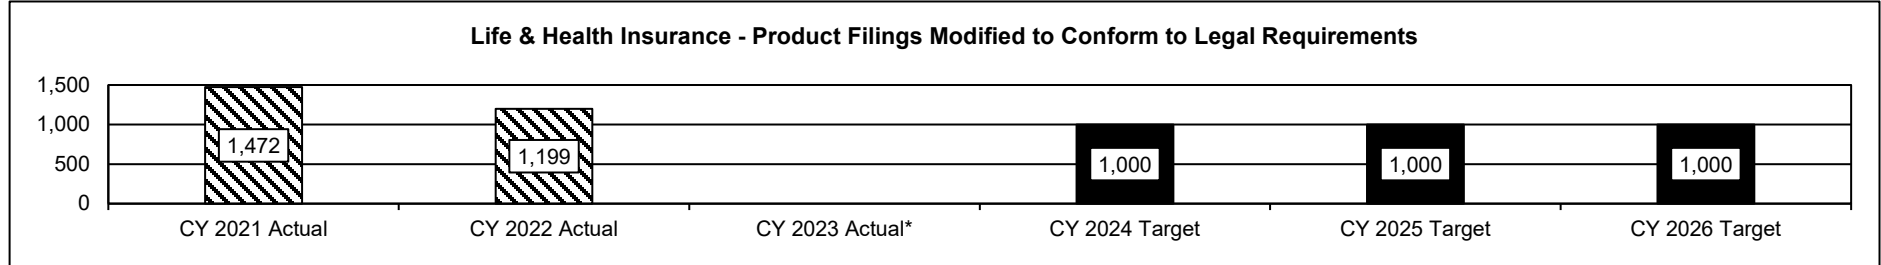 Life & Health Insurance - Product Filings Modified to Conform to Legal Requirements
1,500
1,000
500
0
1,472
1,199
1,000
1,000
1,000
CY 2021 Actual
CY 2022 Actual
CY 2023 Actual*
CY 2024 Target
CY 2025 Target
CY 2026 Target